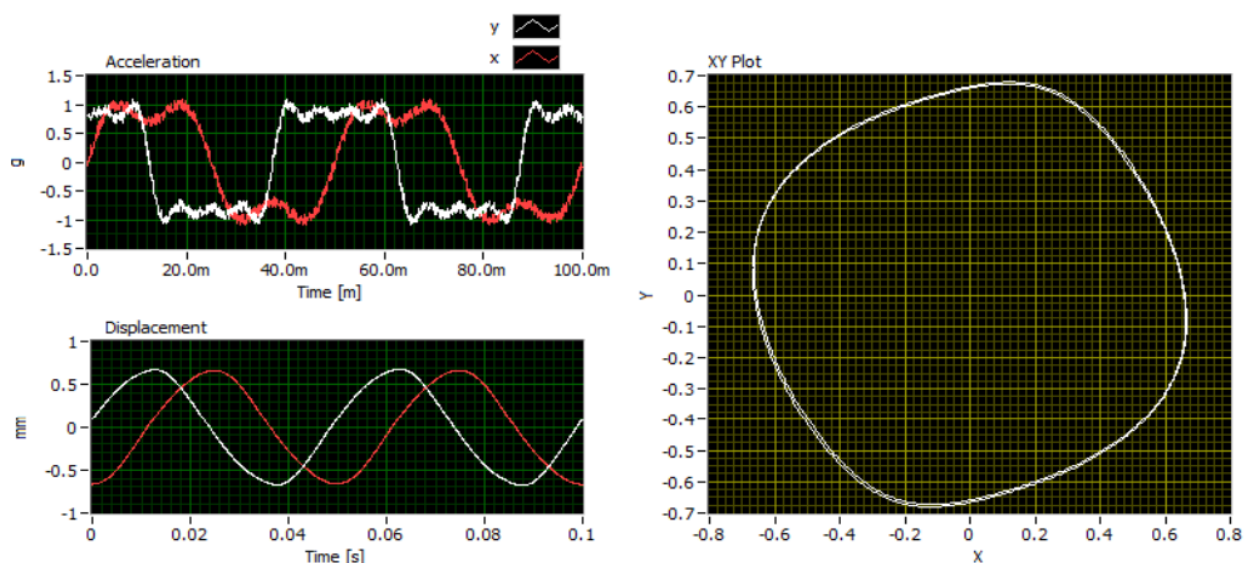 y
x
Acceleration
1.5
1
0.5
0
-0.5
-1
-1.5
g
0.0 20.0m 40.0m 60.0m 80.0m 100.0m
Time [m]
Displacement
1
0.5
0
-0.5
-1
mm
0 0.02 0.04 0.06 0.08 0.1
Time [s]
XY Plot
0.7
0.6
0.5
0.4
0.3
0.2
0.1
0
-0.1
-0.2
-0.3
-0.4
-0.5
-0.6
-0.7
Y
-0.8 -0.6 -0.4 -0.2 0 0.2 0.4 0.6 0.8
X